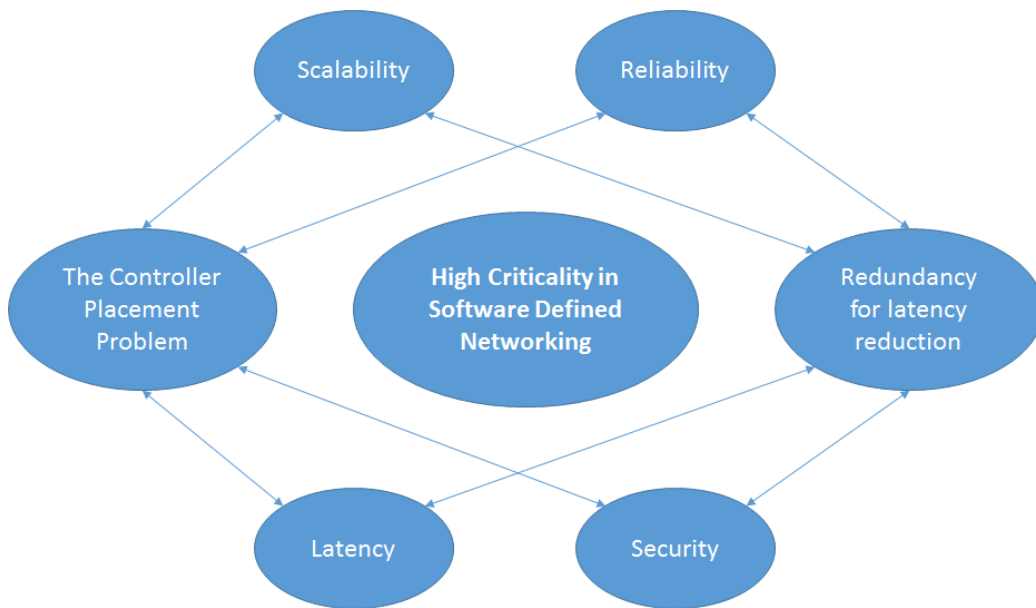 Scalability
Reliability
The Controller
Placement
Problem
High Criticality in
Software Defined
Networking
Redundancy
for latency
reduction
Latency
Security